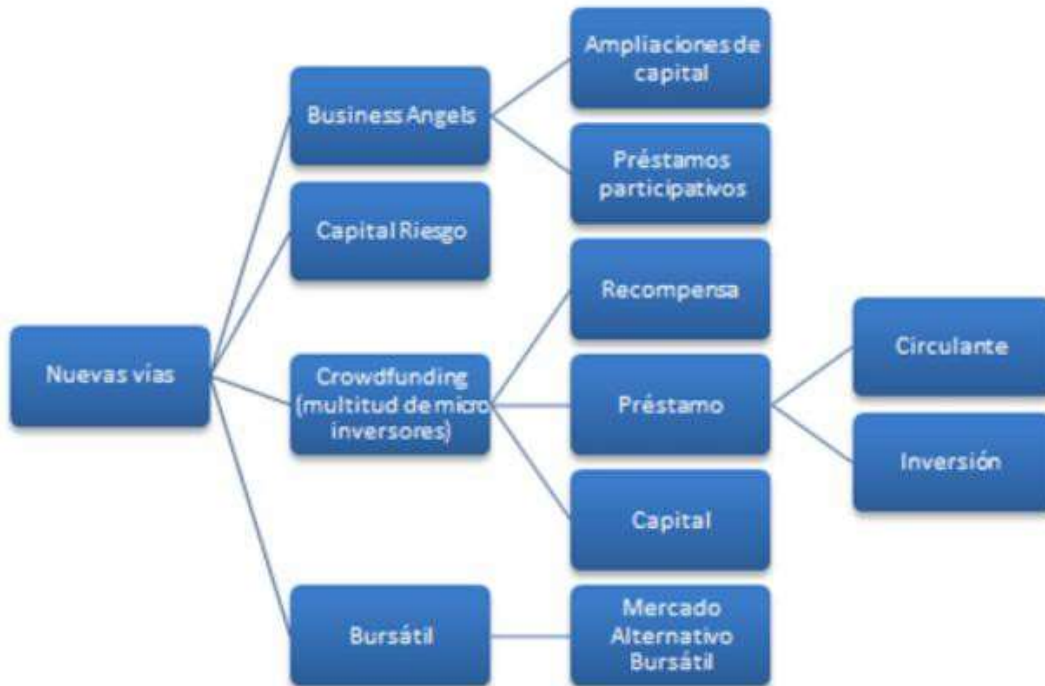 Nuevas vías
Business Angels
Ampliaciones de
capital
Préstamos
participativos
Capital Riesgo
Crowdfunding
(multitud de micro
inversores)
Recompensa
Préstamo
Circulante
Inversión
Capital
Bursátil
Mercado
Alternativo
Bursátil